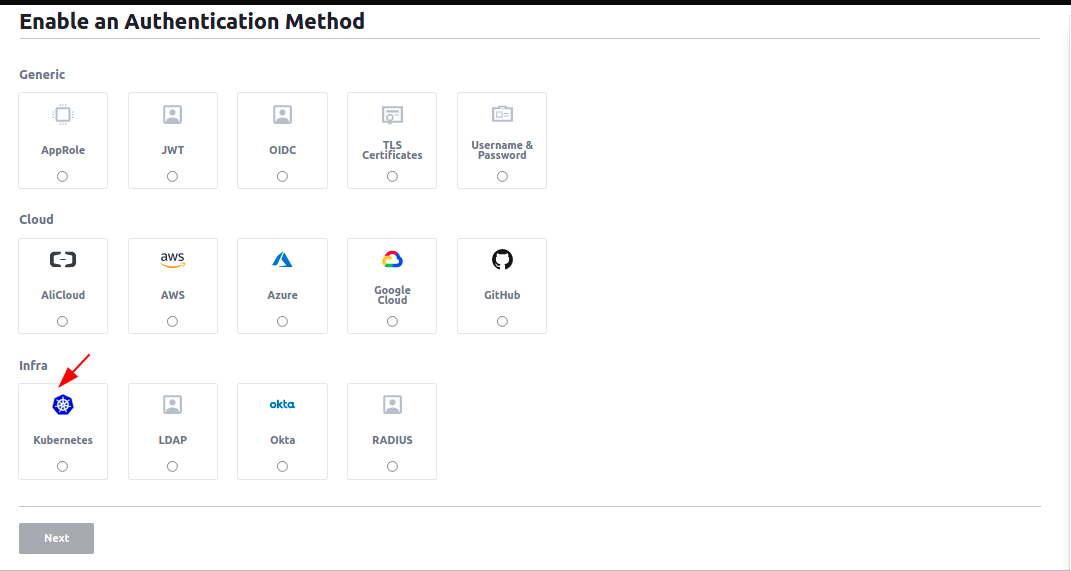 Enable an Authentication Method
Generic
AppRole
JWT
OIDC
TLS
Certificates
Username &
Password
Cloud
AliCloud
aws
AWS
Azure
Google
Cloud
GitHub
Infra
Kubernetes
LDAP
okta
Okta
RADIUS
Next